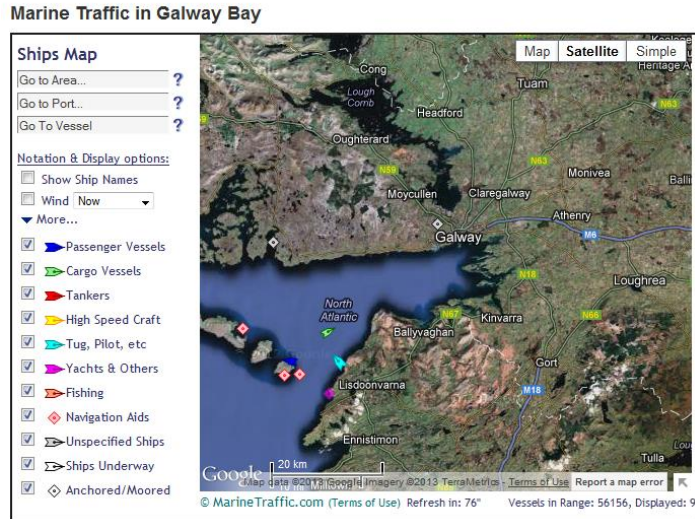 Marine Traffic in Galway Bay
Ships Map
Go to Area... ?
Go to Port... ?
Go To Vessel ?
Notation & Display options:
Show Ship Names
Wind Now
More...
Passenger Vessels
Cargo Vessels
Tankers
High Speed Craft
Tug, Pilot, etc
Yachts & Others
Fishing
Navigation Aids
Unspecified Ships
Ships Underway
Anchored/Moored
Map Satellite Simple
Cong
Tuam
Heritage
Lough
Corrib
Headford
N63
Oughterard
N63
N59
Monivea
Moycullen
Claregalway
Athenry
Galway
M6
N18
Loughrea
North
Atlantic
Kinvarra
N67
N66
Ballyvaghan
Gort
Lisdoonvarna
M18
Ennistimon
Tulla
20 km
Google
Map data ©2013 Google Imagery ©2013 TerraMetrics - Terms of Use Report a map error
© MarineTraffic.com (Terms of Use) Refresh in: 76" Vessels in Range: 56156, Displayed: 9